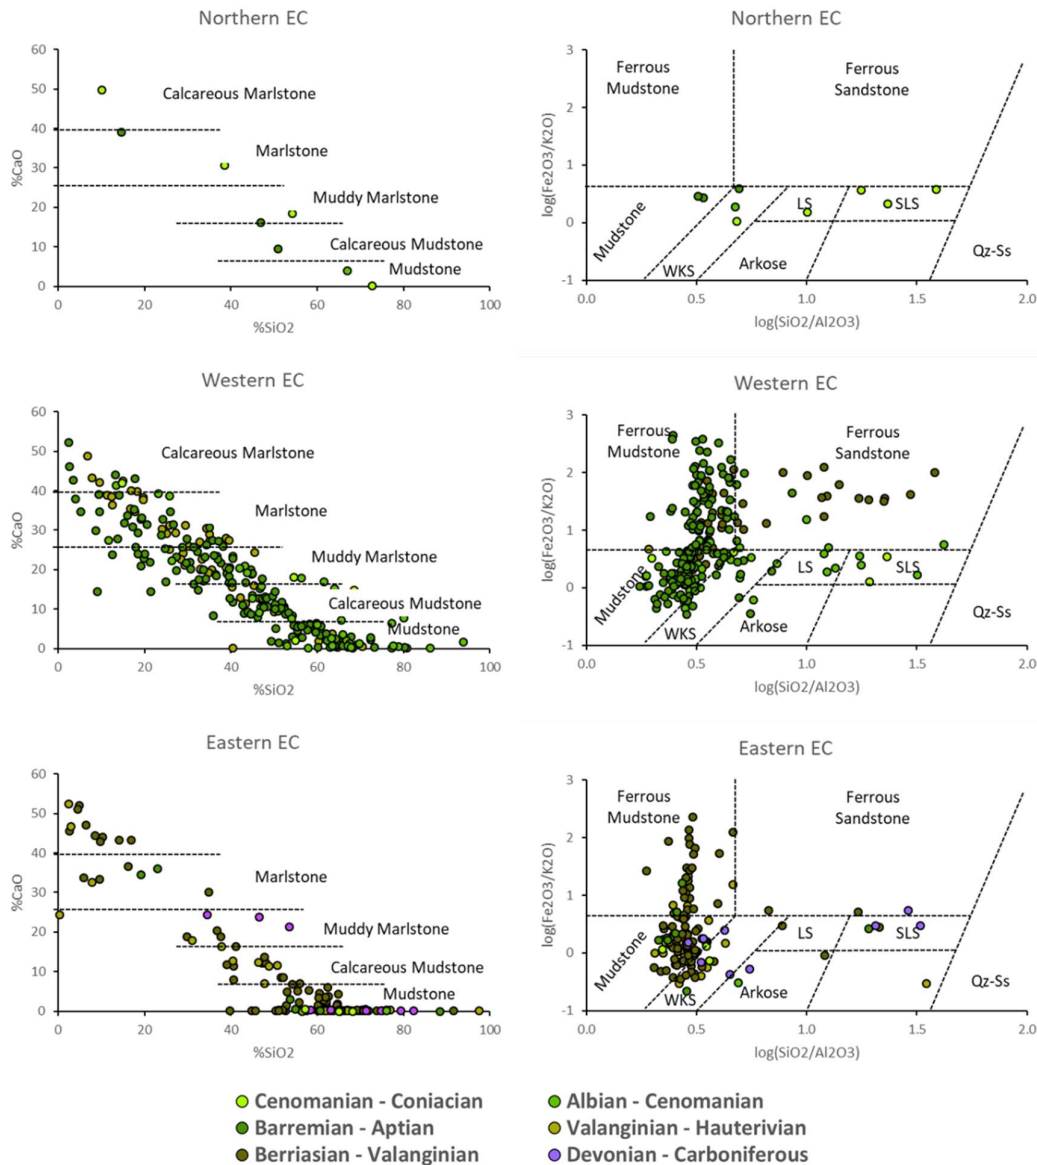 Northern EC
60
50
40
30
20
10
0
%CaO
Calcareous Marlstone
Marlstone
Muddy Marlstone
Calcareous Mudstone
Mudstone
0 20 40 60 80 100
%SiO2
3
2
1
0
-1
log(Fe2O3/K2O)
Ferrous
Mudstone
Ferrous
Sandstone
Mudstone
WKS
Arkose
LS
SLS
Qz-Ss
0.0 0.5 1.0 1.5 2.0
log(SiO2/Al2O3)
Western EC
Western EC
60
50
40
30
20
10
0
%CaO
Calcareous Marlstone
Marlstone
Muddy Marlstone
Calcareous Mudstone
Mudstone
0 20 40 60 80 100
%SiO2
3
2
1
0
-1
log(Fe2O3/K2O)
Ferrous
Mudstone
Ferrous
Sandstone
Mudstone
WKS
Arkose
LS
SLS
Qz-Ss
0.0 0.5 1.0 1.5 2.0
log(SiO2/Al2O3)
Eastern EC
Eastern EC
60
50
40
30
20
10
0
%CaO
Marlstone
Muddy Marlstone
Calcareous Mudstone
Mudstone
0 20 40 60 80 100
%SiO2
3
2
1
0
-1
log(Fe2O3/K2O)
Ferrous
Mudstone
Ferrous
Sandstone
Mudstone
WKS
Arkose
LS
SLS
Qz-Ss
0.0 0.5 1.0 1.5 2.0
log(SiO2/Al2O3)
Northern EC
Cenomanian - Coniacian
Albian - Cenomanian
Barremian - Aptian
Valanginian - Hauterivian
Berriasian - Valanginian
Devonian - Carboniferous